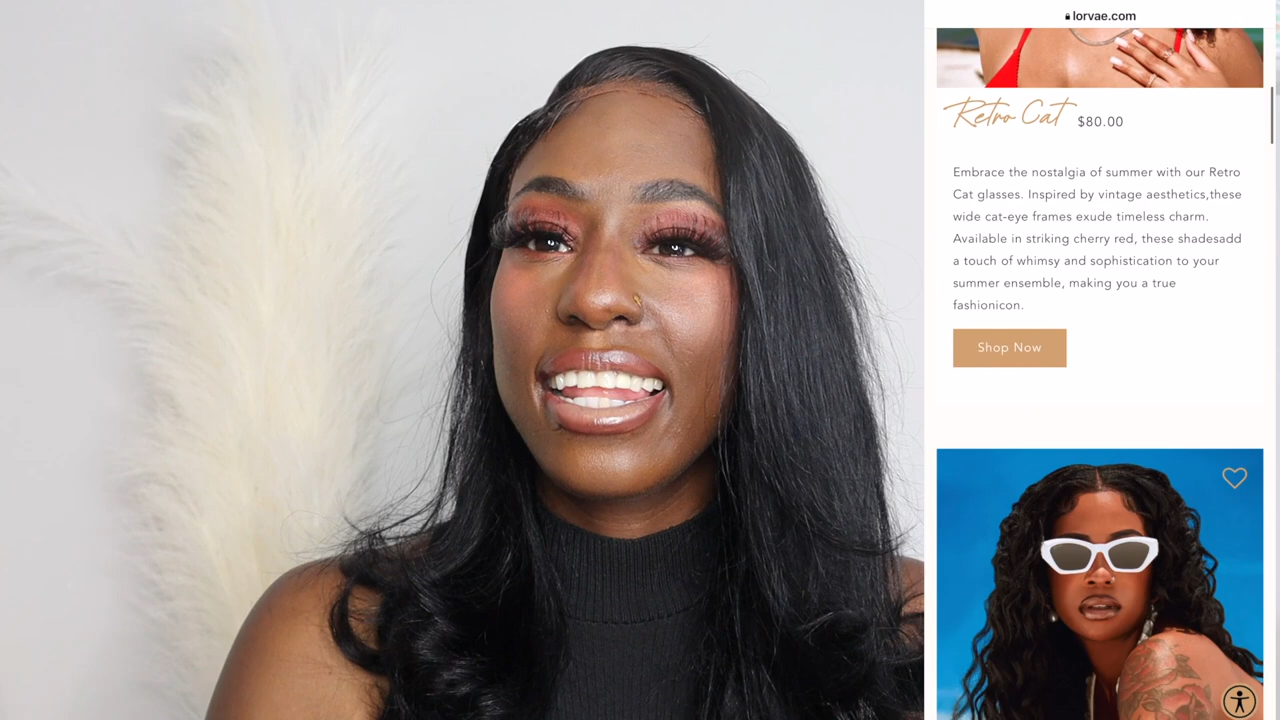 lorvae.com
Retro Cat $80.00
Embrace the nostalgia of summer with our Retro
Cat glasses. Inspired by vintage aesthetics,these
wide cat-eye frames exude timeless charm.
Available in striking cherry red, these shadesadd
a touch of whimsy and sophistication to your
summer ensemble, making you a true
fashionicon.
Shop Now